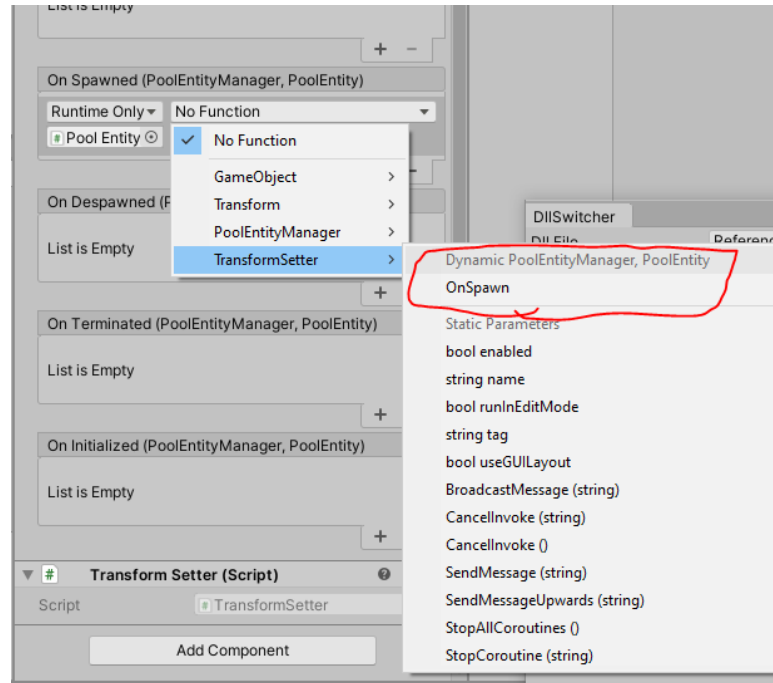 List is Empty
+ −
On Spawned (PoolEntityManager, PoolEntity)
Runtime Only No Function
# Pool Entity
✓ No Function
GameObject >
Transform >
PoolEntityManager >
TransformSetter >
On Despawned (P
List is Empty
+
On Terminated (PoolEntityManager, PoolEntity)
List is Empty
+
On Initialized (PoolEntityManager, PoolEntity)
List is Empty
+
# Transform Setter (Script)
Script # TransformSetter
Add Component
DllSwitcher
Dll File Referenc
Dynamic PoolEntityManager, PoolEntity
OnSpawn
Static Parameters
bool enabled
string name
bool runInEditMode
string tag
bool useGUILayout
BroadcastMessage (string)
CancelInvoke (string)
CancelInvoke ()
SendMessage (string)
SendMessageUpwards (string)
StopAllCoroutines ()
StopCoroutine (string)